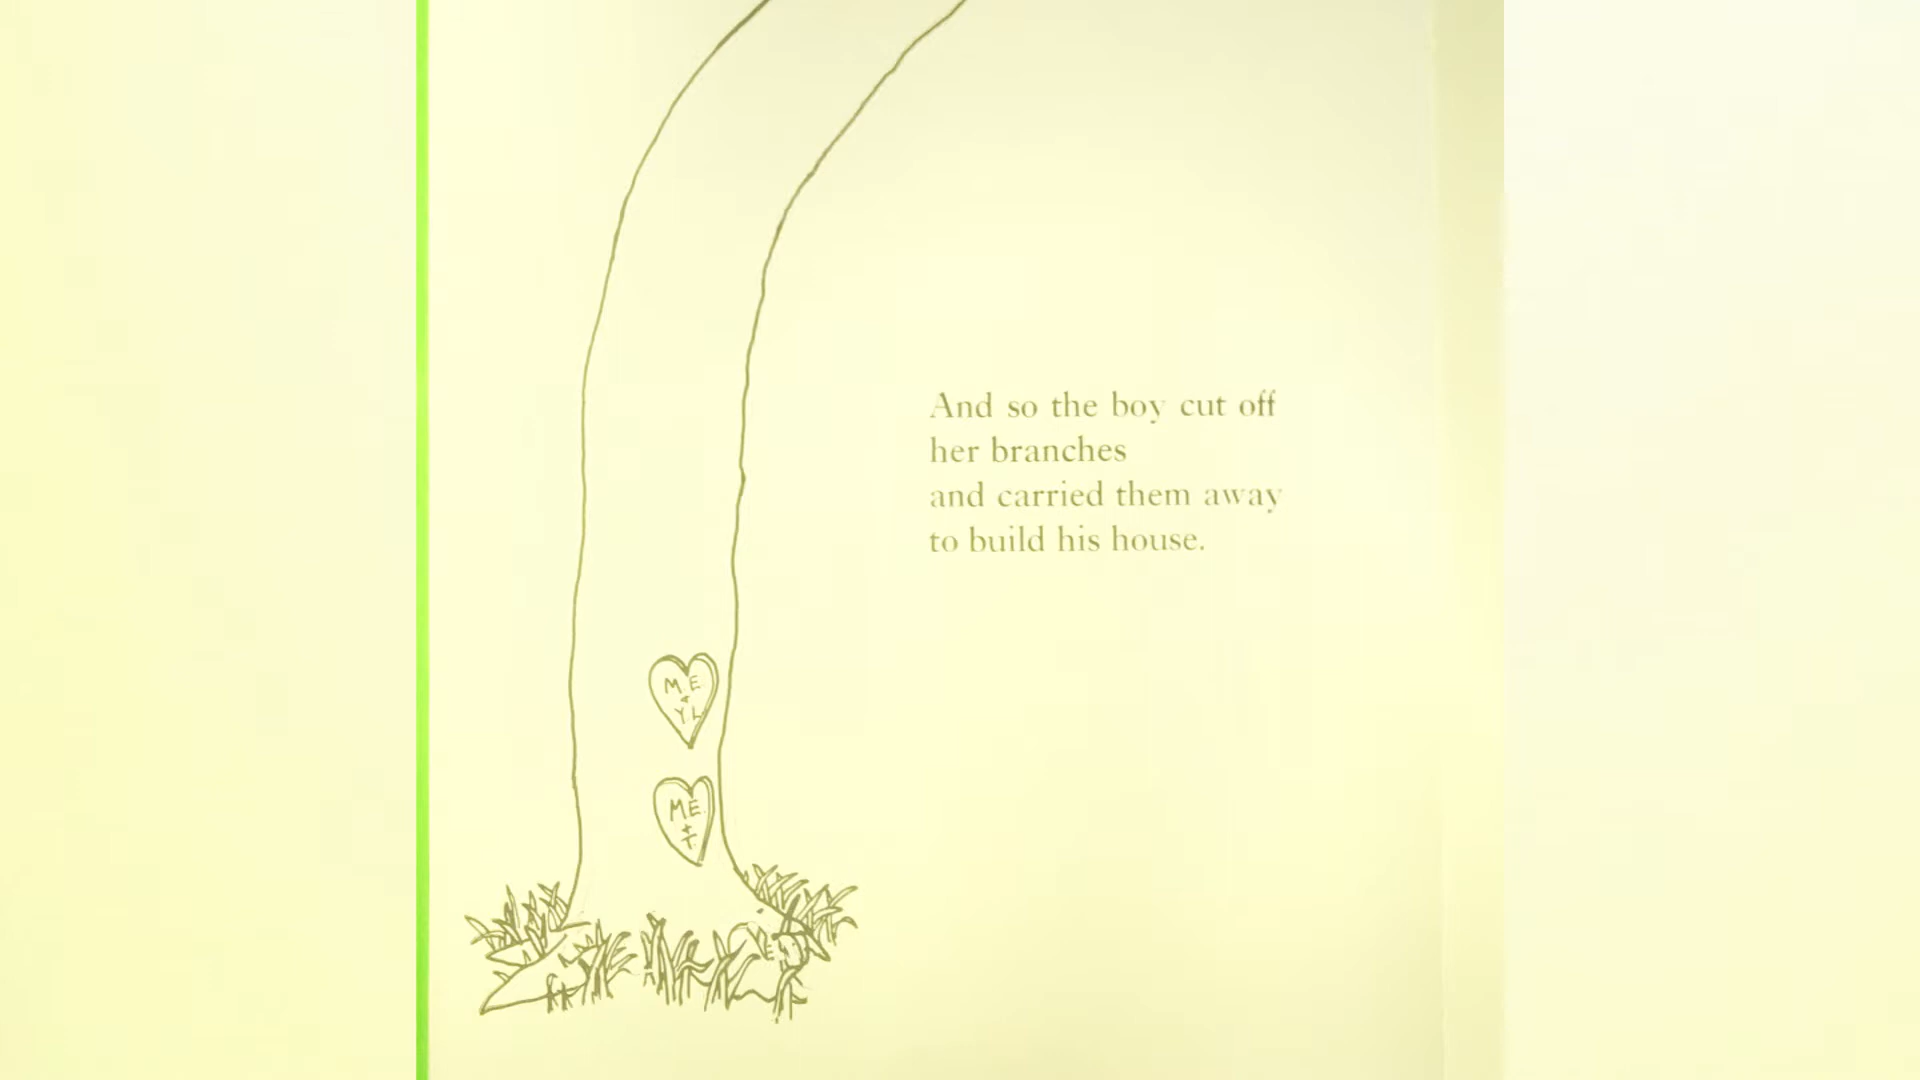 And so the boy cut off
her branches
and carried them away
to build his house.
M.E.
+
Y.L.
M.E.
+
T.